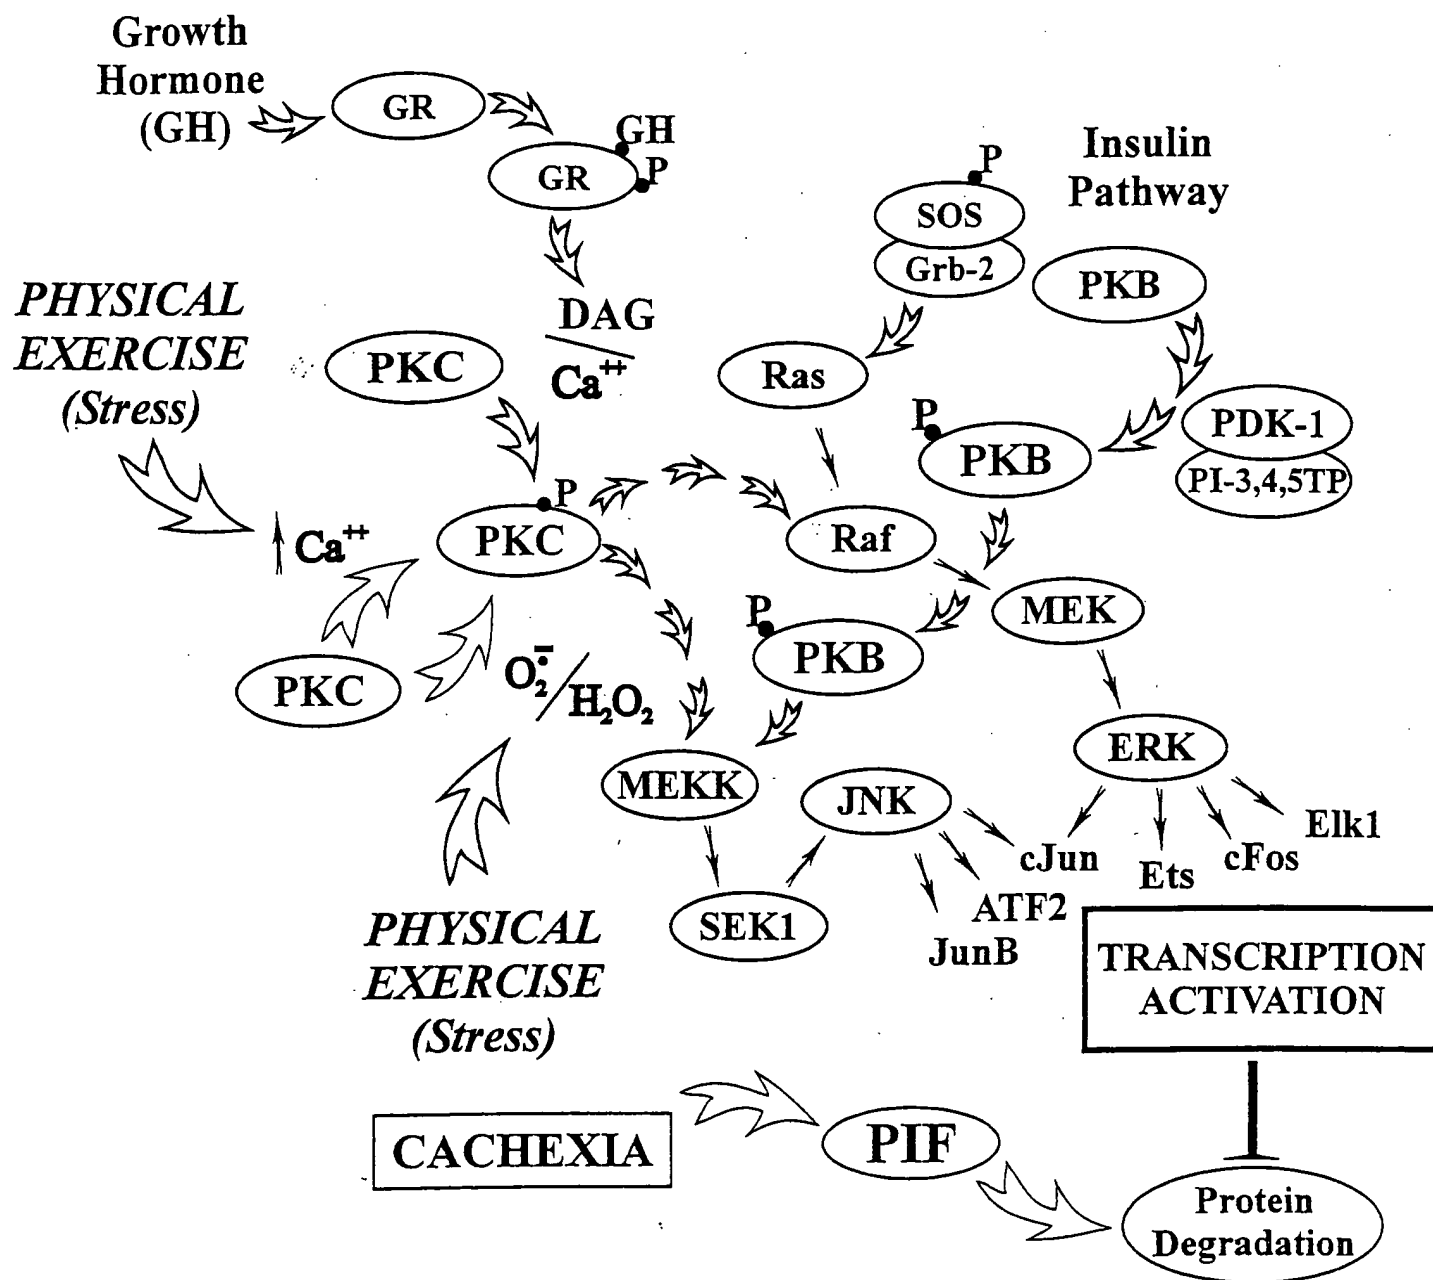 Growth
Hormone
(GH)
GR
GH
GR
P
DAG
Ca++
Insulin
Pathway
P
SOS
Grb-2
PKB
PHYSICAL
EXERCISE
(Stress)
PKC
Ras
P
PKB
PDK-1
PI-3,4,5TP
P
PKC
Ca++
Raf
MEK
P
PKB
PKC
O2•−
H2O2
MEKK
JNK
ERK
cJun
Ets
cFos
Elk1
ATF2
JunB
SEK1
PHYSICAL
EXERCISE
(Stress)
TRANSCRIPTION
ACTIVATION
CACHEXIA
PIF
Protein
Degradation